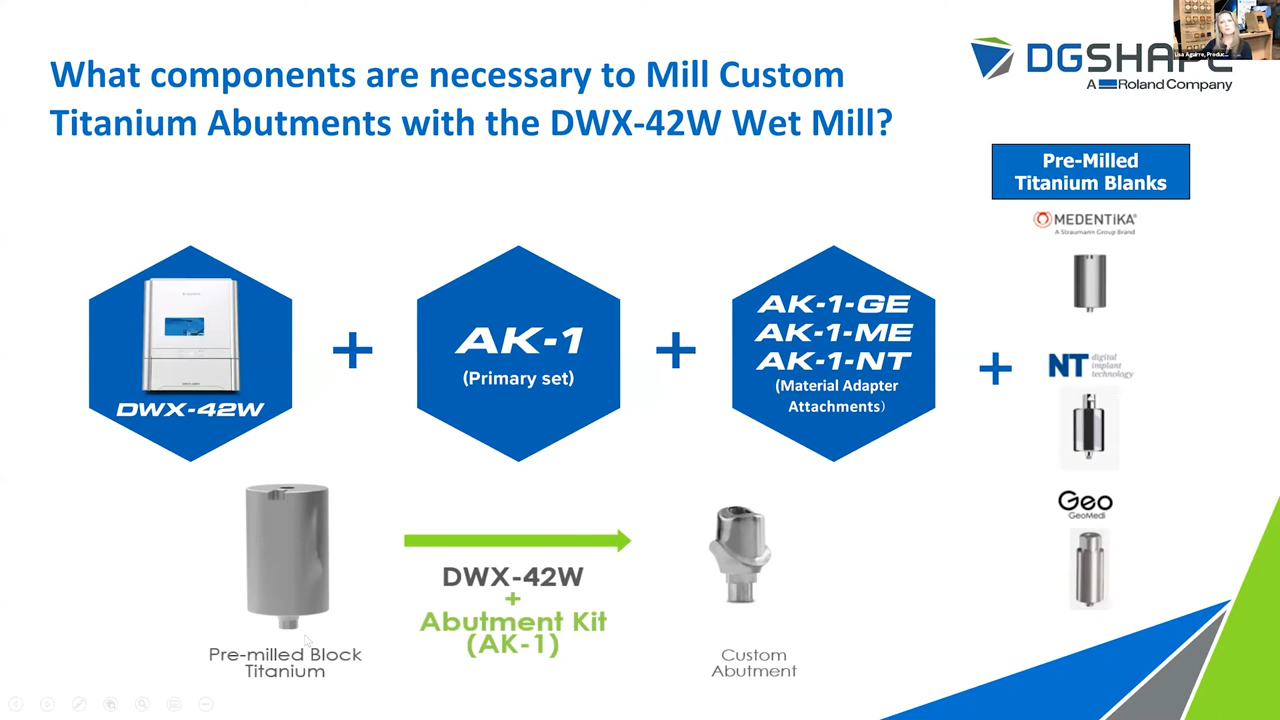 What components are necessary to Mill Custom
Titanium Abutments with the DWX-42W Wet Mill?
DGSHAPE
A Roland Company
Lisa Aguirre, Produc...
Pre-Milled
Titanium Blanks
MEDENTIKA®
A Straumann Group Brand
DWX-42W
+
AK-1
(Primary set)
+
AK-1-GE
AK-1-ME
AK-1-NT
(Material Adapter
Attachments)
+
NT digital
implant
technology
Geo
GeoMedi
Pre-milled Block
Titanium
DWX-42W
+
Abutment Kit
(AK-1)
Custom
Abutment